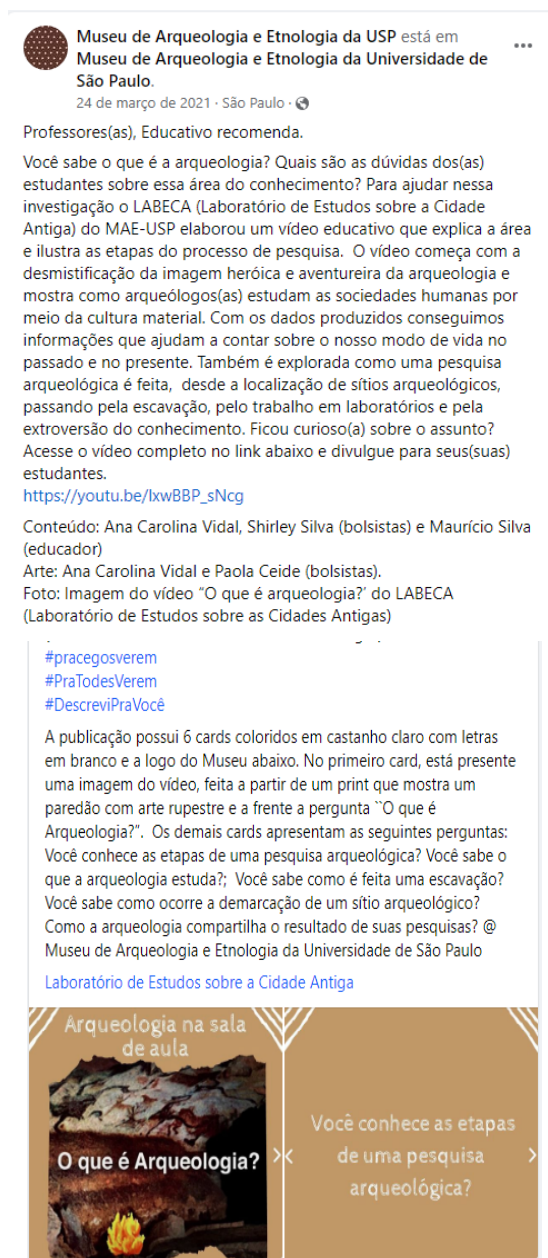 Museu de Arqueologia e Etnologia da USP está em
Museu de Arqueologia e Etnologia da Universidade de
São Paulo.
24 de março de 2021 · São Paulo ·
Professores(as), Educativo recomenda.
Você sabe o que é a arqueologia? Quais são as dúvidas dos(as)
estudantes sobre essa área do conhecimento? Para ajudar nessa
investigação o LABECA (Laboratório de Estudos sobre a Cidade
Antiga) do MAE-USP elaborou um vídeo educativo que explica a área
e ilustra as etapas do processo de pesquisa. O vídeo começa com a
desmistificação da imagem heróica e aventureira da arqueologia e
mostra como arqueólogos(as) estudam as sociedades humanas por
meio da cultura material. Com os dados produzidos conseguimos
informações que ajudam a contar sobre o nosso modo de vida no
passado e no presente. Também é explorada como uma pesquisa
arqueológica é feita, desde a localização de sítios arqueológicos,
passando pela escavação, pelo trabalho em laboratórios e pela
extroversão do conhecimento. Ficou curioso(a) sobre o assunto?
Acesse o vídeo completo no link abaixo e divulgue para seus(suas)
estudantes.
https://youtu.be/lxwBBP_sNcg
Conteúdo: Ana Carolina Vidal, Shirley Silva (bolsistas) e Maurício Silva
(educador)
Arte: Ana Carolina Vidal e Paola Ceide (bolsistas).
Foto: Imagem do vídeo “O que é arqueologia?’ do LABECA
(Laboratório de Estudos sobre as Cidades Antigas)
#pracegosverem
#PraTodesVerem
#DescreviPraVocê
A publicação possui 6 cards coloridos em castanho claro com letras
em branco e a logo do Museu abaixo. No primeiro card, está presente
uma imagem do vídeo, feita a partir de um print que mostra um
paredão com arte rupestre e a frente a pergunta ``O que é
Arqueologia?”. Os demais cards apresentam as seguintes perguntas:
Você conhece as etapas de uma pesquisa arqueológica? Você sabe o
que a arqueologia estuda?; Você sabe como é feita uma escavação?
Você sabe como ocorre a demarcação de um sítio arqueológico?
Como a arqueologia compartilha o resultado de suas pesquisas? @
Museu de Arqueologia e Etnologia da Universidade de São Paulo
Laboratório de Estudos sobre a Cidade Antiga
Arqueologia na sala
de aula
O que é Arqueologia?
Você conhece as etapas
de uma pesquisa
arqueológica?